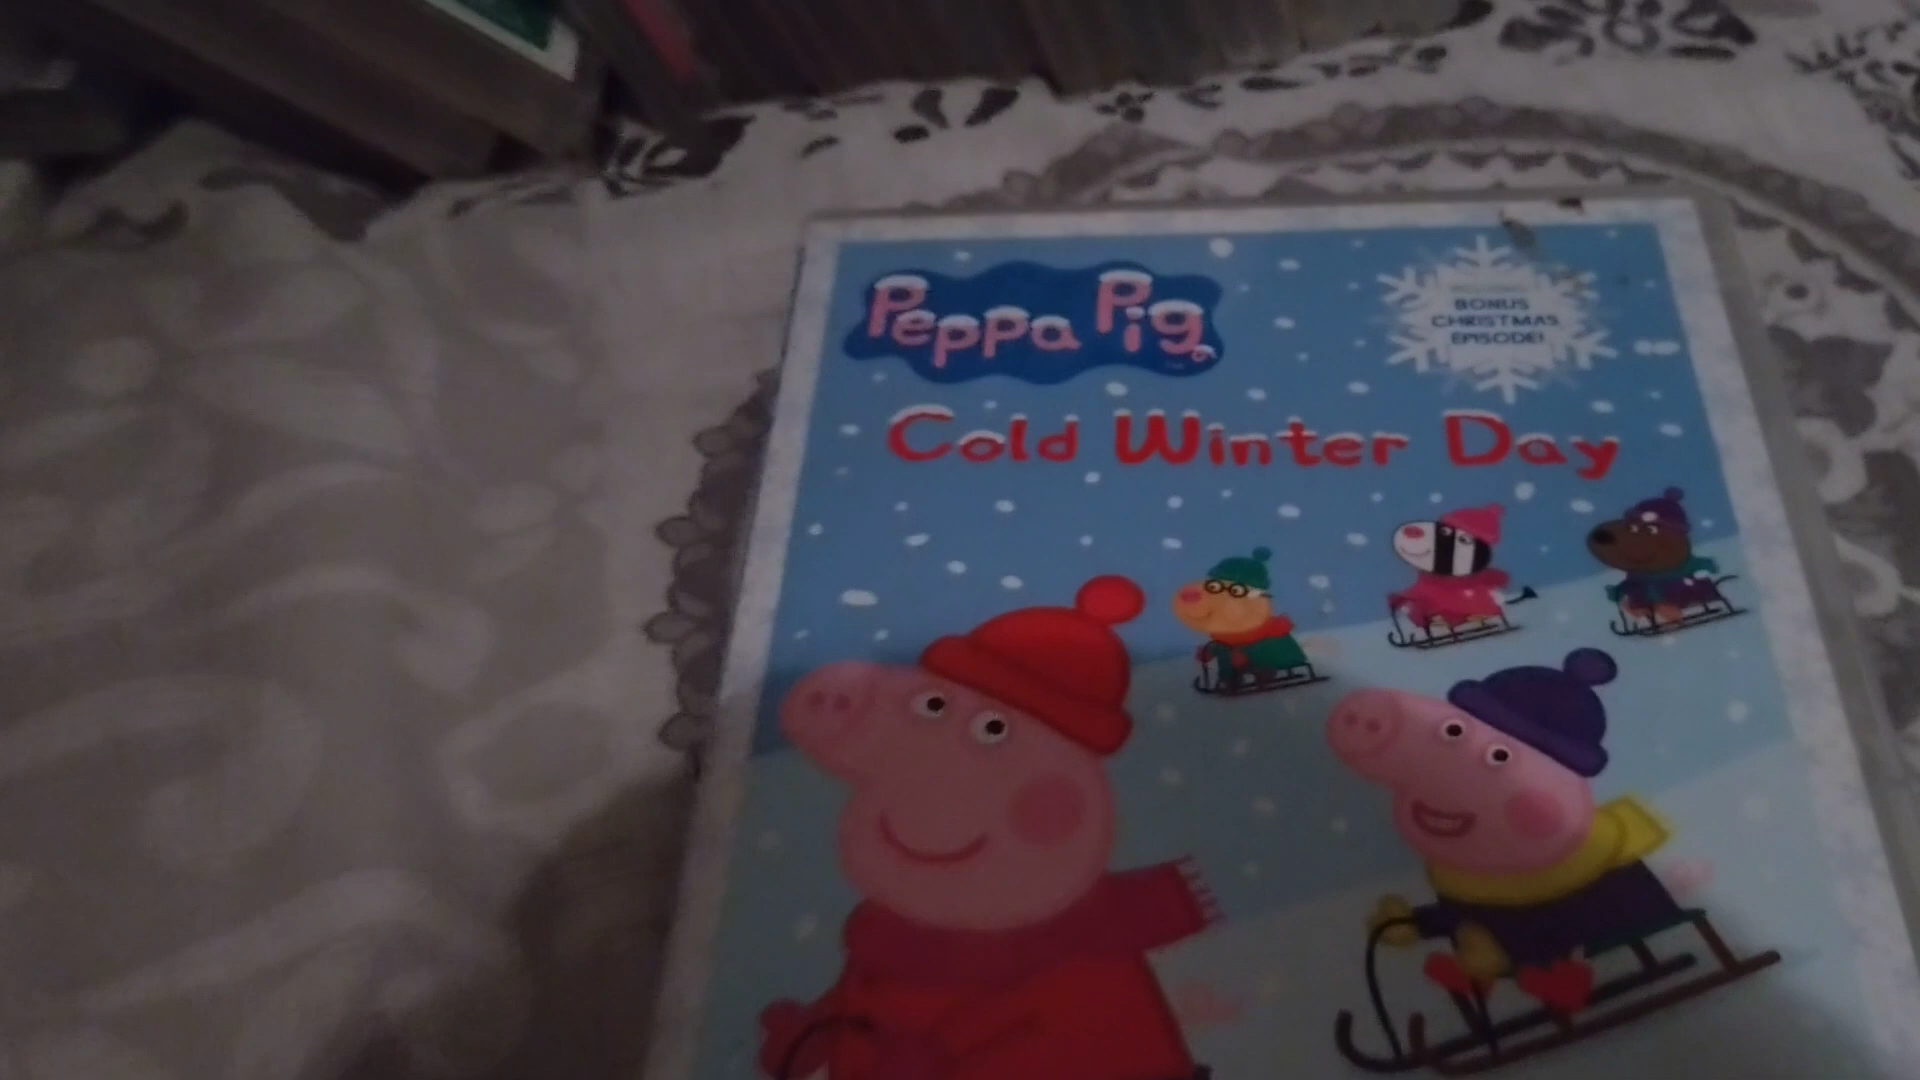 Peppa Pig
BONUS
CHRISTMAS
EPISODE!
Cold Winter Day